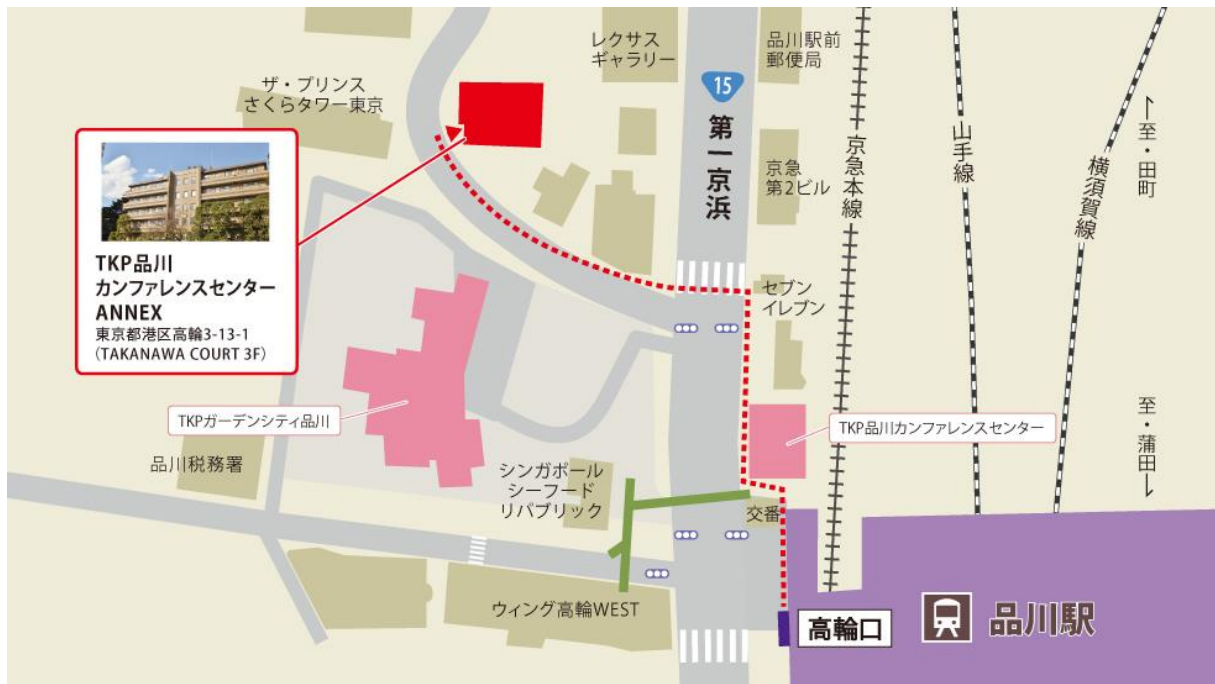 レクサス
ギャラリー
品川駅前
郵便局
ザ・プリンス
さくらタワー東京
15
第一京浜
京急本線
山手線
横須賀線
至・田町
京急
第2ビル
TKP品川
カンファレンスセンター
ANNEX
東京都港区高輪3-13-1
(TAKANAWA COURT 3F)
セブン
イレブン
TKPガーデンシティ品川
TKP品川カンファレンスセンター
至・蒲田
品川税務署
シンガポール
シーフード
リパブリック
交番
ウィング高輪WEST
高輪口
品川駅